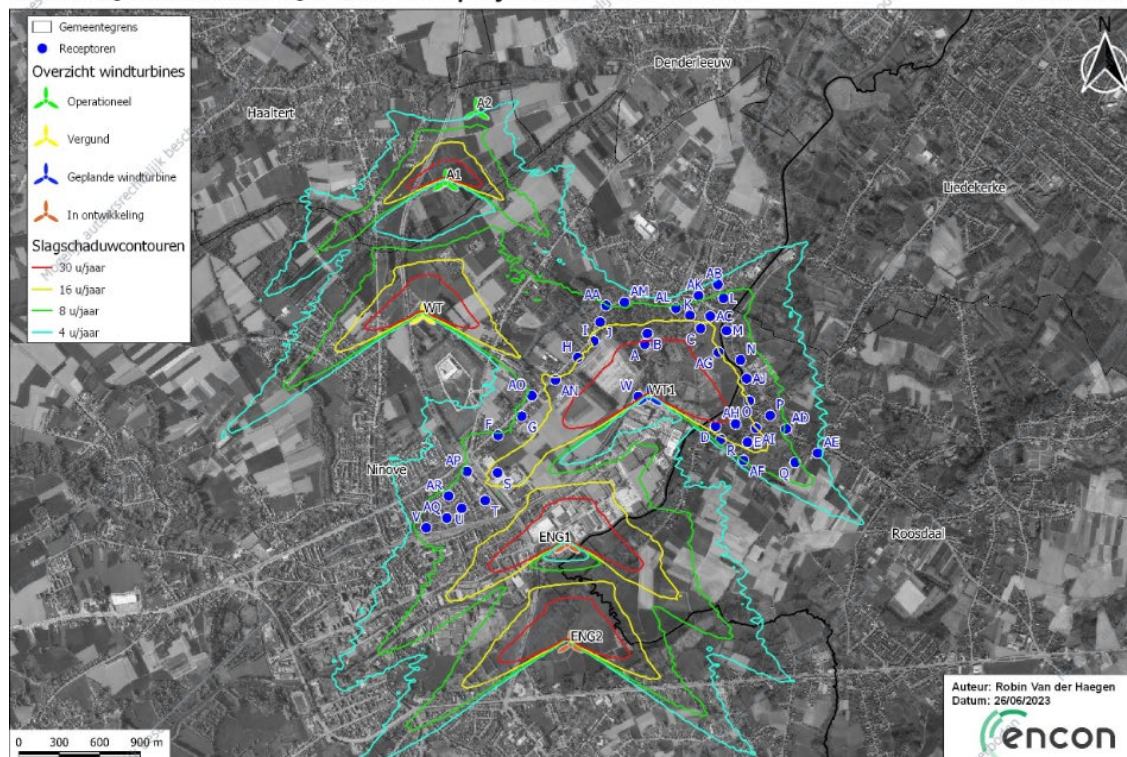 Gemeentegrens
Receptoren
Overzicht windturbines
Operationeel
Vergund
Geplande windturbine
In ontwikkeling
Slagschaduwcontouren
30 u/jaar
16 u/jaar
8 u/jaar
4 u/jaar
N
Denderleeuw
Haaltert
A2
A1
Liedekerke
AB
AK
L
AA
AM
AL
K
AC
WT
I
J
C
M
B
A
H
AG
N
AN
AJ
AO
W
WT1
O
P
G
AH
AD
F
D
E
AI
R
AE
Ninove
AP
S
AF
Q
AR
AQ
T
V
U
Roosdaal
ENG1
ENG2
Auteur: Robin Van der Haegen
Datum: 26/06/2023
encon
0 300 600 900 m
Mogelijk auteursrechtelijk